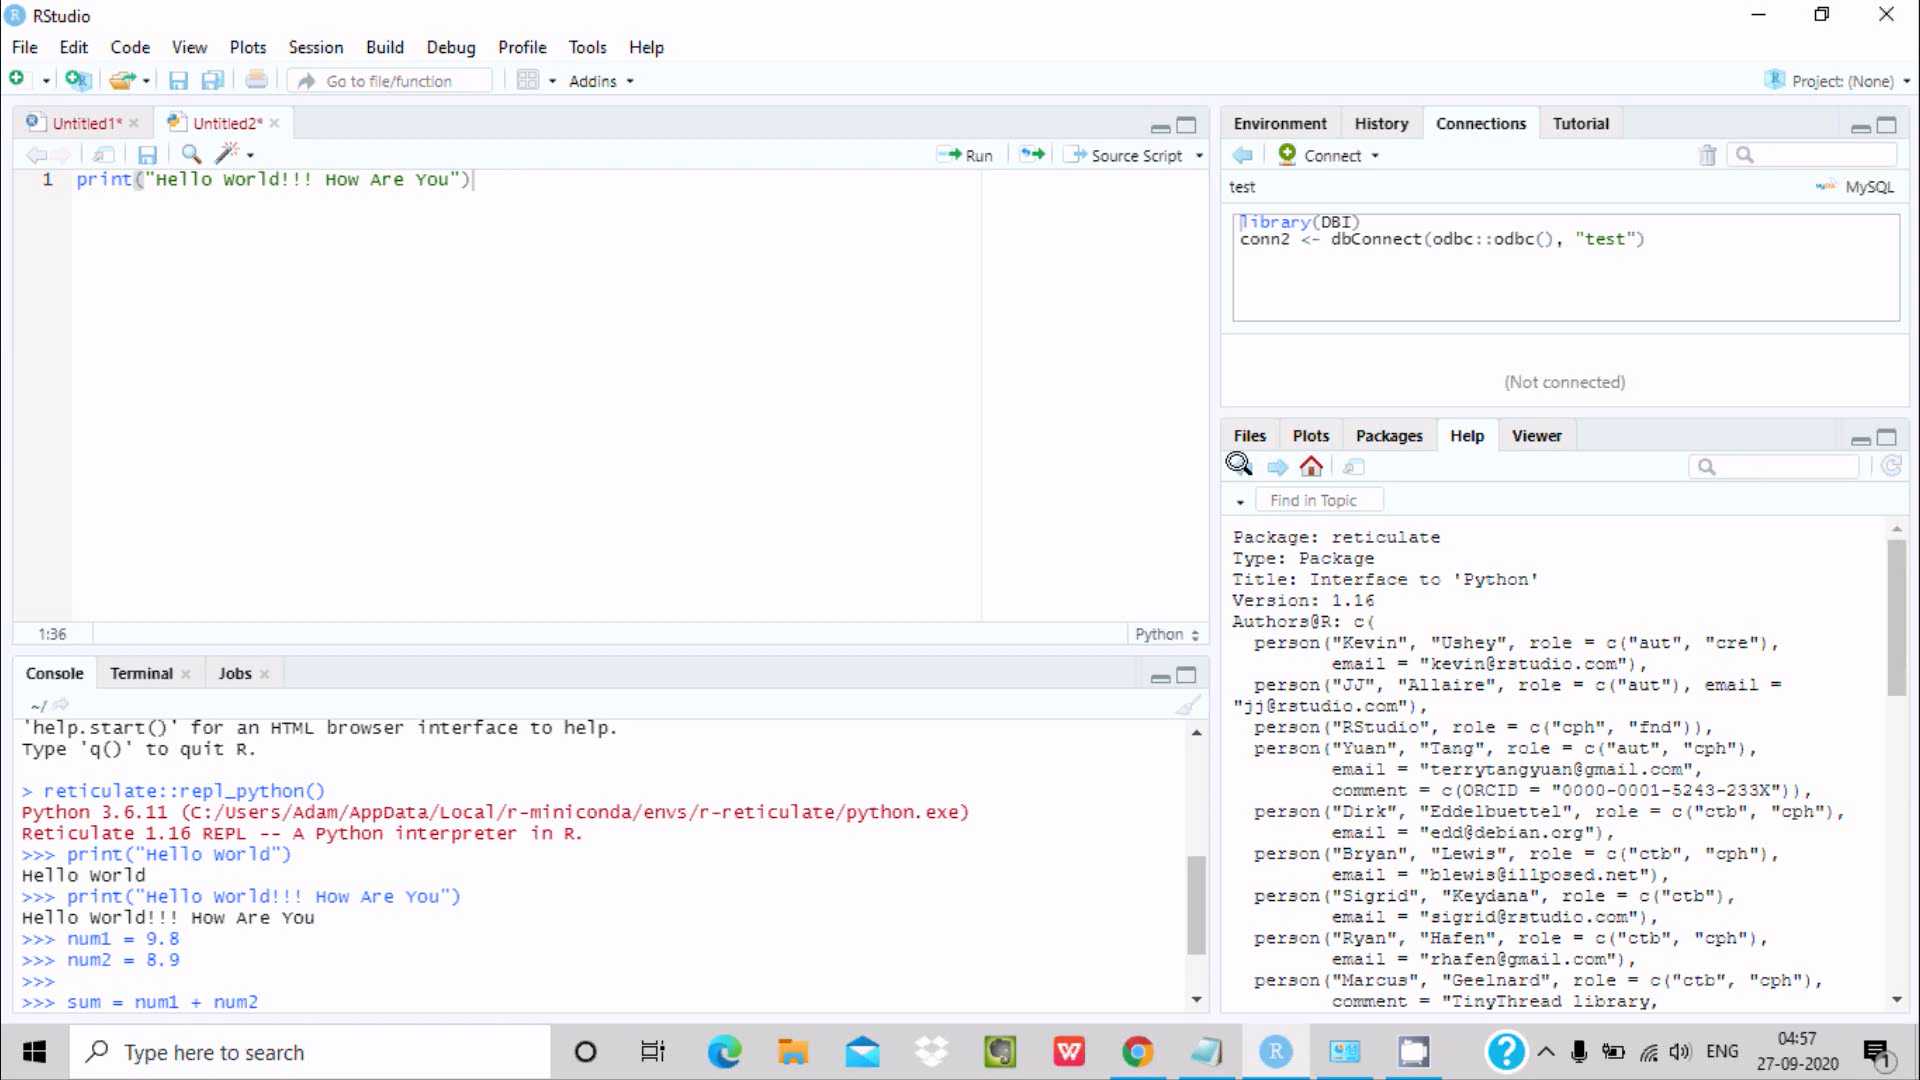 RStudio
File Edit Code View Plots Session Build Debug Profile Tools Help
Go to file/function Addins Project: (None)
Untitled1* Untitled2*
Run Source Script
1 print("Hello World!!! How Are You")
1:36 Python
Console Terminal Jobs
~/
'help.start()' for an HTML browser interface to help.
Type 'q()' to quit R.
> reticulate::repl_python()
Python 3.6.11 (C:/Users/Adam/AppData/Local/r-miniconda/envs/r-reticulate/python.exe)
Reticulate 1.16 REPL -- A Python interpreter in R.
>>> print("Hello World")
Hello World
>>> print("Hello World!!! How Are You")
Hello World!!! How Are You
>>> num1 = 9.8
>>> num2 = 8.9
>>>
>>> sum = num1 + num2
Environment History Connections Tutorial
Connect
test MySQL
library(DBI)
conn2 <- dbConnect(odbc::odbc(), "test")
(Not connected)
Files Plots Packages Help Viewer
Find in Topic
Package: reticulate
Type: Package
Title: Interface to 'Python'
Version: 1.16
Authors@R: c(
person("Kevin", "Ushey", role = c("aut", "cre"),
email = "kevin@rstudio.com"),
person("JJ", "Allaire", role = c("aut"), email =
"jj@rstudio.com"),
person("RStudio", role = c("cph", "fnd")),
person("Yuan", "Tang", role = c("aut", "cph"),
email = "terrytangyuan@gmail.com",
comment = c(ORCID = "0000-0001-5243-233X")),
person("Dirk", "Eddelbuettel", role = c("ctb", "cph"),
email = "edd@debian.org"),
person("Bryan", "Lewis", role = c("ctb", "cph"),
email = "blewis@illposed.net"),
person("Sigrid", "Keydana", role = c("ctb"),
email = "sigrid@rstudio.com"),
person("Ryan", "Hafen", role = c("ctb", "cph"),
email = "rhafen@gmail.com"),
person("Marcus", "Geelnard", role = c("ctb", "cph"),
comment = "TinyThread library,
Type here to search
ENG
04:57
27-09-2020
1